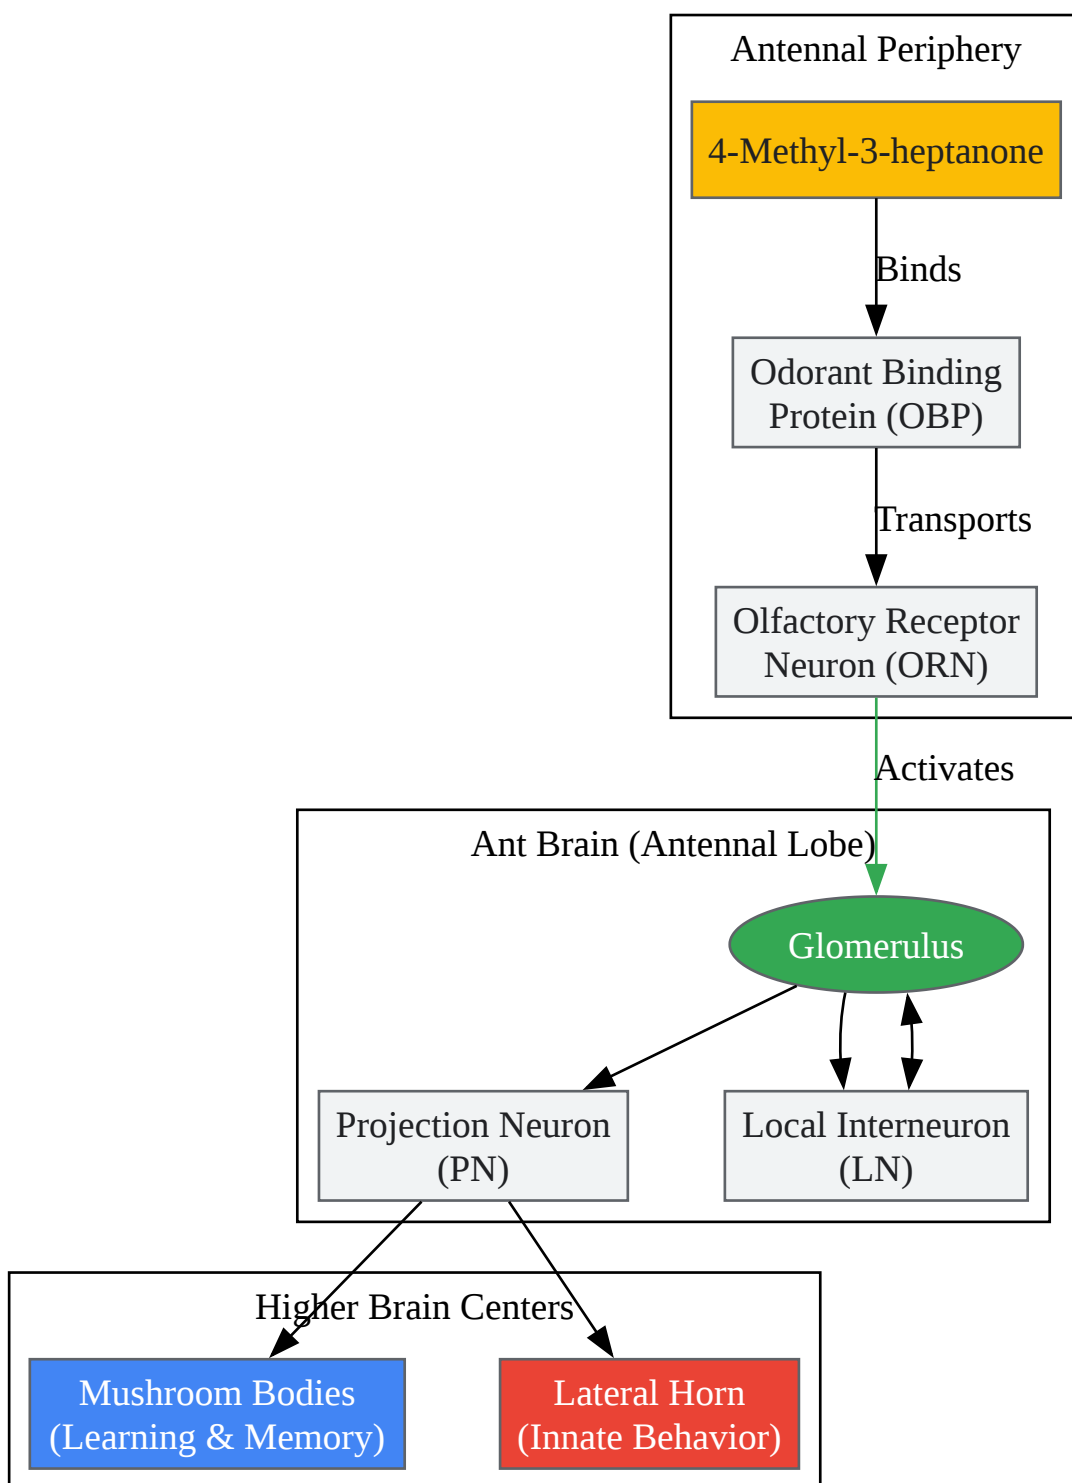 Antennal Periphery
4-Methyl-3-heptanone
Binds
Odorant Binding
Protein (OBP)
Transports
Olfactory Receptor
Neuron (ORN)
Activates
Ant Brain (Antennal Lobe)
Glomerulus
Projection Neuron
(PN)
Local Interneuron
(LN)
Higher Brain Centers
Mushroom Bodies
(Learning & Memory)
Lateral Horn
(Innate Behavior)